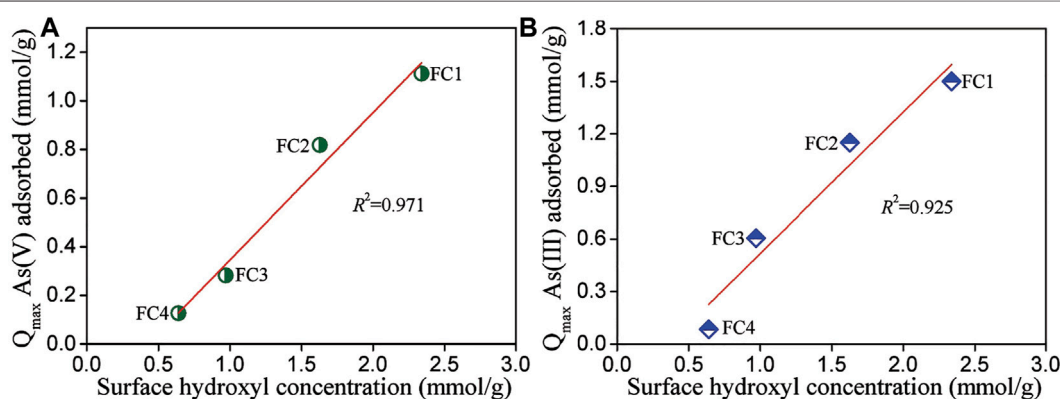 A
Q_max As(V) adsorbed (mmol/g)
1.2
1.0
0.8
0.6
0.4
0.2
0.0
FC1
FC2
R²=0.971
FC3
FC4
0.0 0.5 1.0 1.5 2.0 2.5 3.0
Surface hydroxyl concentration (mmol/g)
B
Q_max As(III) adsorbed (mmol/g)
1.8
1.5
1.2
0.9
0.6
0.3
0.0
FC1
FC2
R²=0.925
FC3
FC4
0.0 0.5 1.0 1.5 2.0 2.5 3.0
Surface hydroxyl concentration (mmol/g)